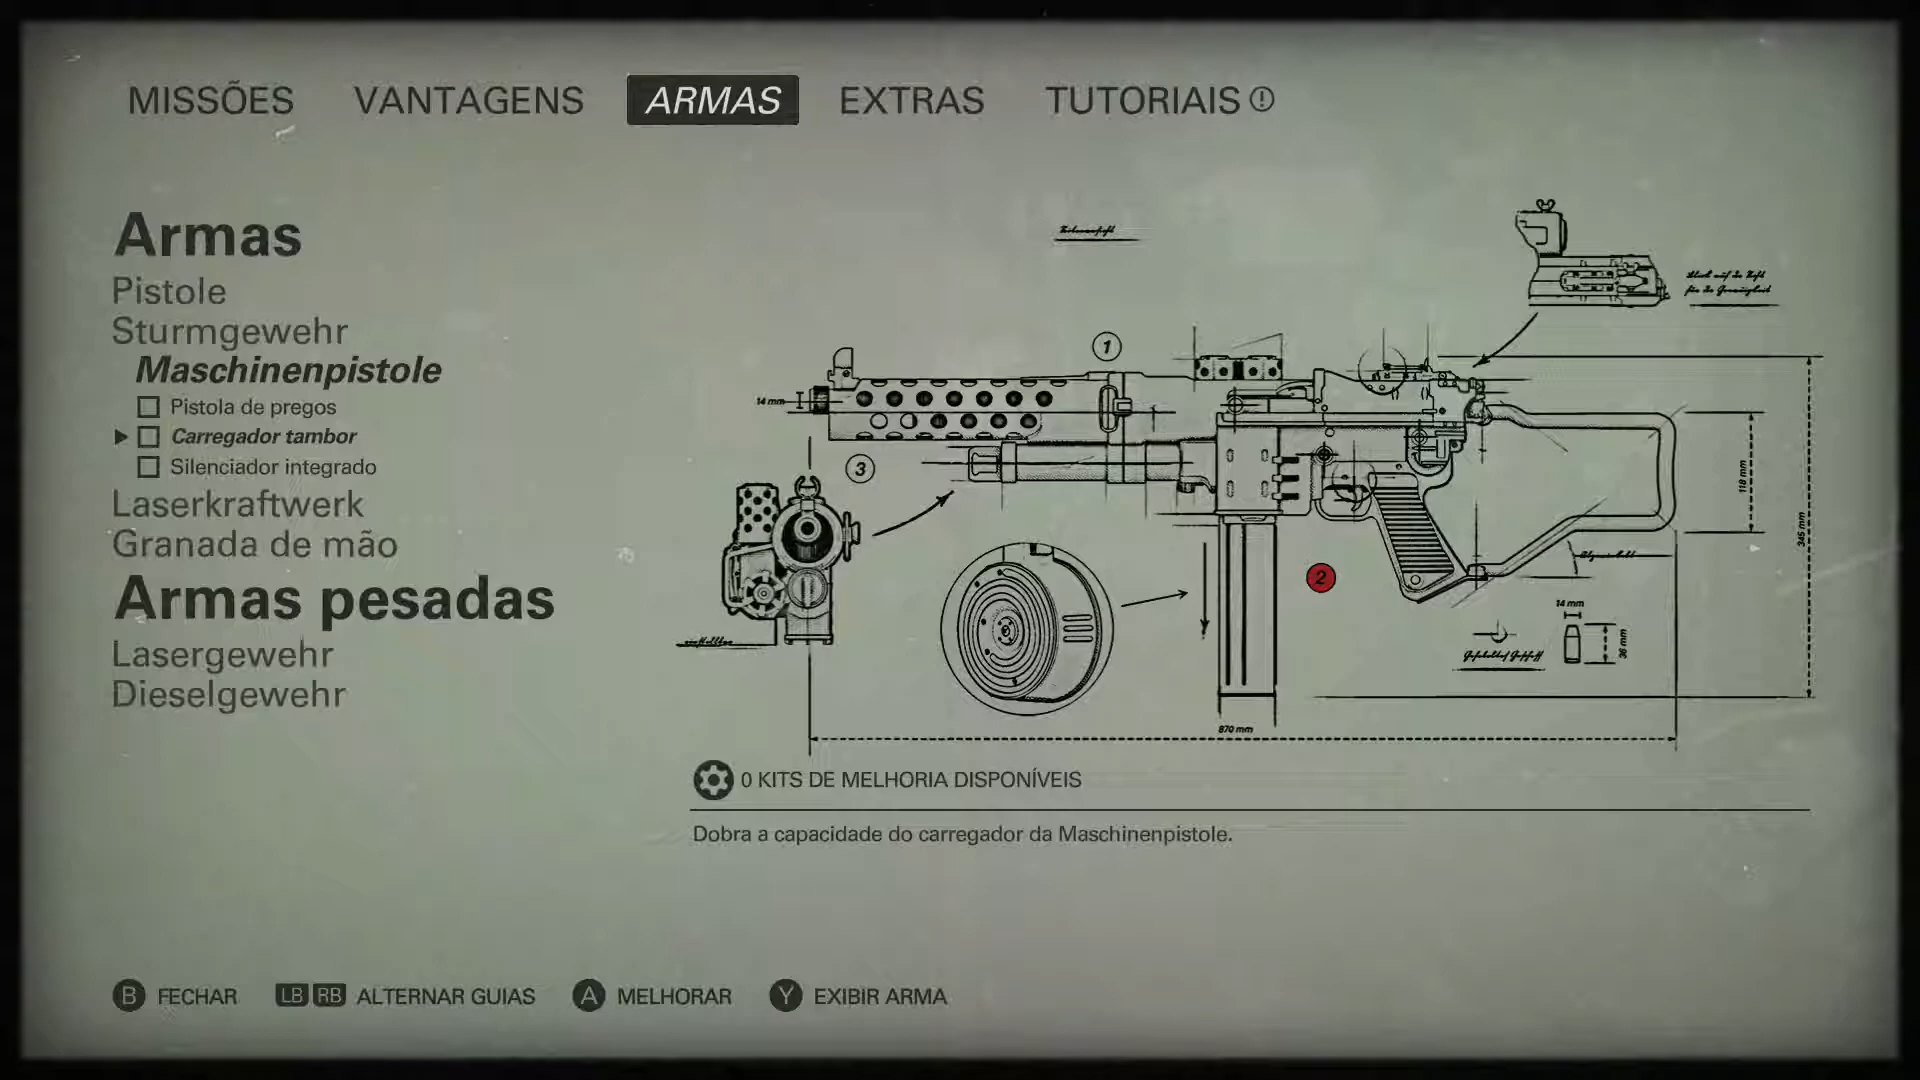 MISSÕES VANTAGENS ARMAS EXTRAS TUTORIAIS !
Armas
Pistole
Sturmgewehr
Maschinenpistole
Pistola de pregos
Carregador tambor
Silenciador integrado
Laserkraftwerk
Granada de mão
Armas pesadas
Lasergewehr
Dieselgewehr
1
14 mm
3
2
118 mm
345 mm
14 mm
36 mm
870 mm
0 KITS DE MELHORIA DISPONÍVEIS
Dobra a capacidade do carregador da Maschinenpistole.
B FECHAR LB RB ALTERNAR GUIAS A MELHORAR Y EXIBIR ARMA